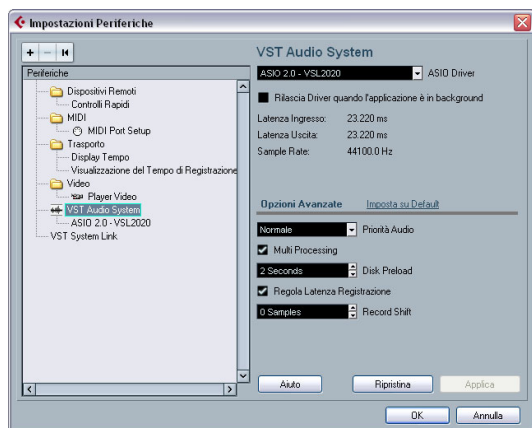 Impostazioni Periferiche
Periferiche
Dispositivi Remoti
Controlli Rapidi
MIDI
MIDI Port Setup
Trasporto
Display Tempo
Visualizzazione del Tempo di Registrazione
Video
Player Video
VST Audio System
ASIO 2.0 - VSL2020
VST System Link
VST Audio System
ASIO 2.0 - VSL2020 ASIO Driver
Rilascia Driver quando l'applicazione è in background
Latenza Ingresso: 23.220 ms
Latenza Uscita: 23.220 ms
Sample Rate: 44100.0 Hz
Opzioni Avanzate Imposta su Default
Normale Priorità Audio
Multi Processing
2 Seconds Disk Preload
Regola Latenza Registrazione
0 Samples Record Shift
Aiuto Ripristina Applica
OK Annulla